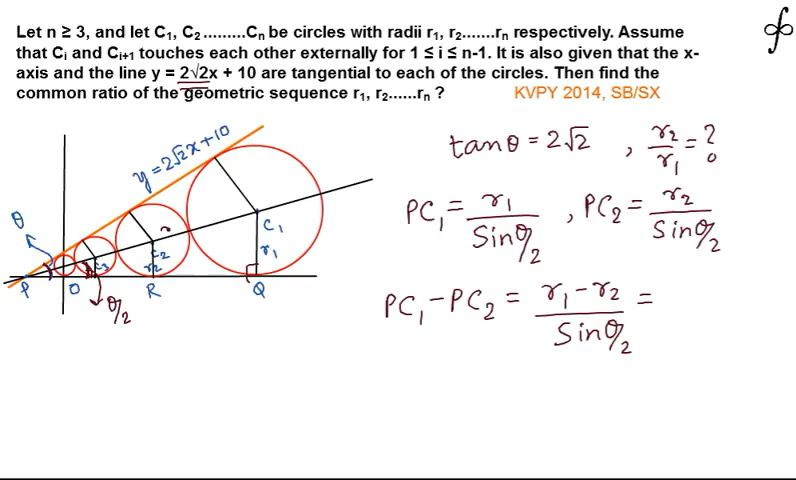 Let n ≥ 3, and let C₁, C₂.........Cₙ be circles with radii r₁, r₂.......rₙ respectively. Assume
that Cᵢ and Cᵢ₊₁ touches each other externally for 1 ≤ i ≤ n-1. It is also given that the x-
axis and the line y = 2√2x + 10 are tangential to each of the circles. Then find the
common ratio of the geometric sequence r₁, r₂......rₙ ? KVPY 2014, SB/SX
tanθ = 2√2 , r₂/r₁ = ?
y = 2√2x+10
PC₁ = r₁/Sinθ/2 , PC₂ = r₂/Sinθ/2
θ
C₁
C₂
C₃
r₁
r₂
P O R Q
θ/2
PC₁ - PC₂ = r₁-r₂/Sinθ/2 =